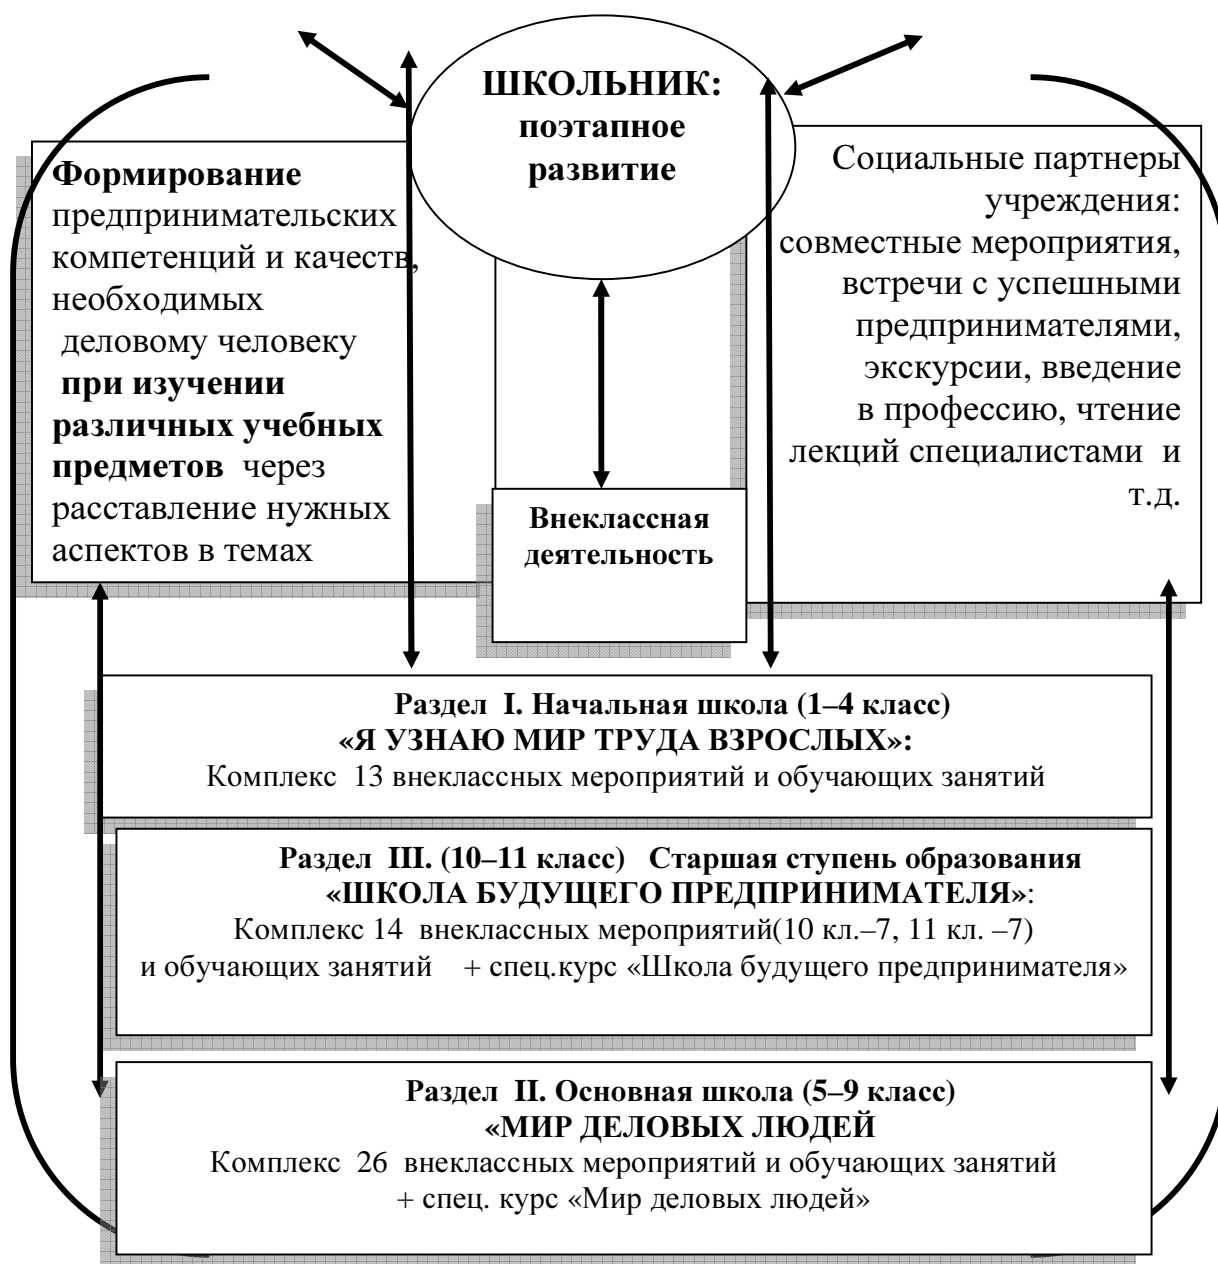 ШКОЛЬНИК:
поэтапное
развитие
Формирование
предпринимательских
компетенций и качеств,
необходимых
деловому человеку
при изучении
различных учебных
предметов через
расставление нужных
аспектов в темах
Социальные партнеры
учреждения:
совместные мероприятия,
встречи с успешными
предпринимателями,
экскурсии, введение
в профессию, чтение
лекций специалистами и
т.д.
Внеклассная
деятельность
Раздел I. Начальная школа (1–4 класс)
«Я УЗНАЮ МИР ТРУДА ВЗРОСЛЫХ»:
Комплекс 13 внеклассных мероприятий и обучающих занятий
Раздел III. (10–11 класс) Старшая ступень образования
«ШКОЛА БУДУЩЕГО ПРЕДПРИНИМАТЕЛЯ»:
Комплекс 14 внеклассных мероприятий(10 кл.–7, 11 кл. –7)
и обучающих занятий + спец.курс «Школа будущего предпринимателя»
Раздел II. Основная школа (5–9 класс)
«МИР ДЕЛОВЫХ ЛЮДЕЙ
Комплекс 26 внеклассных мероприятий и обучающих занятий
+ спец. курс «Мир деловых людей»